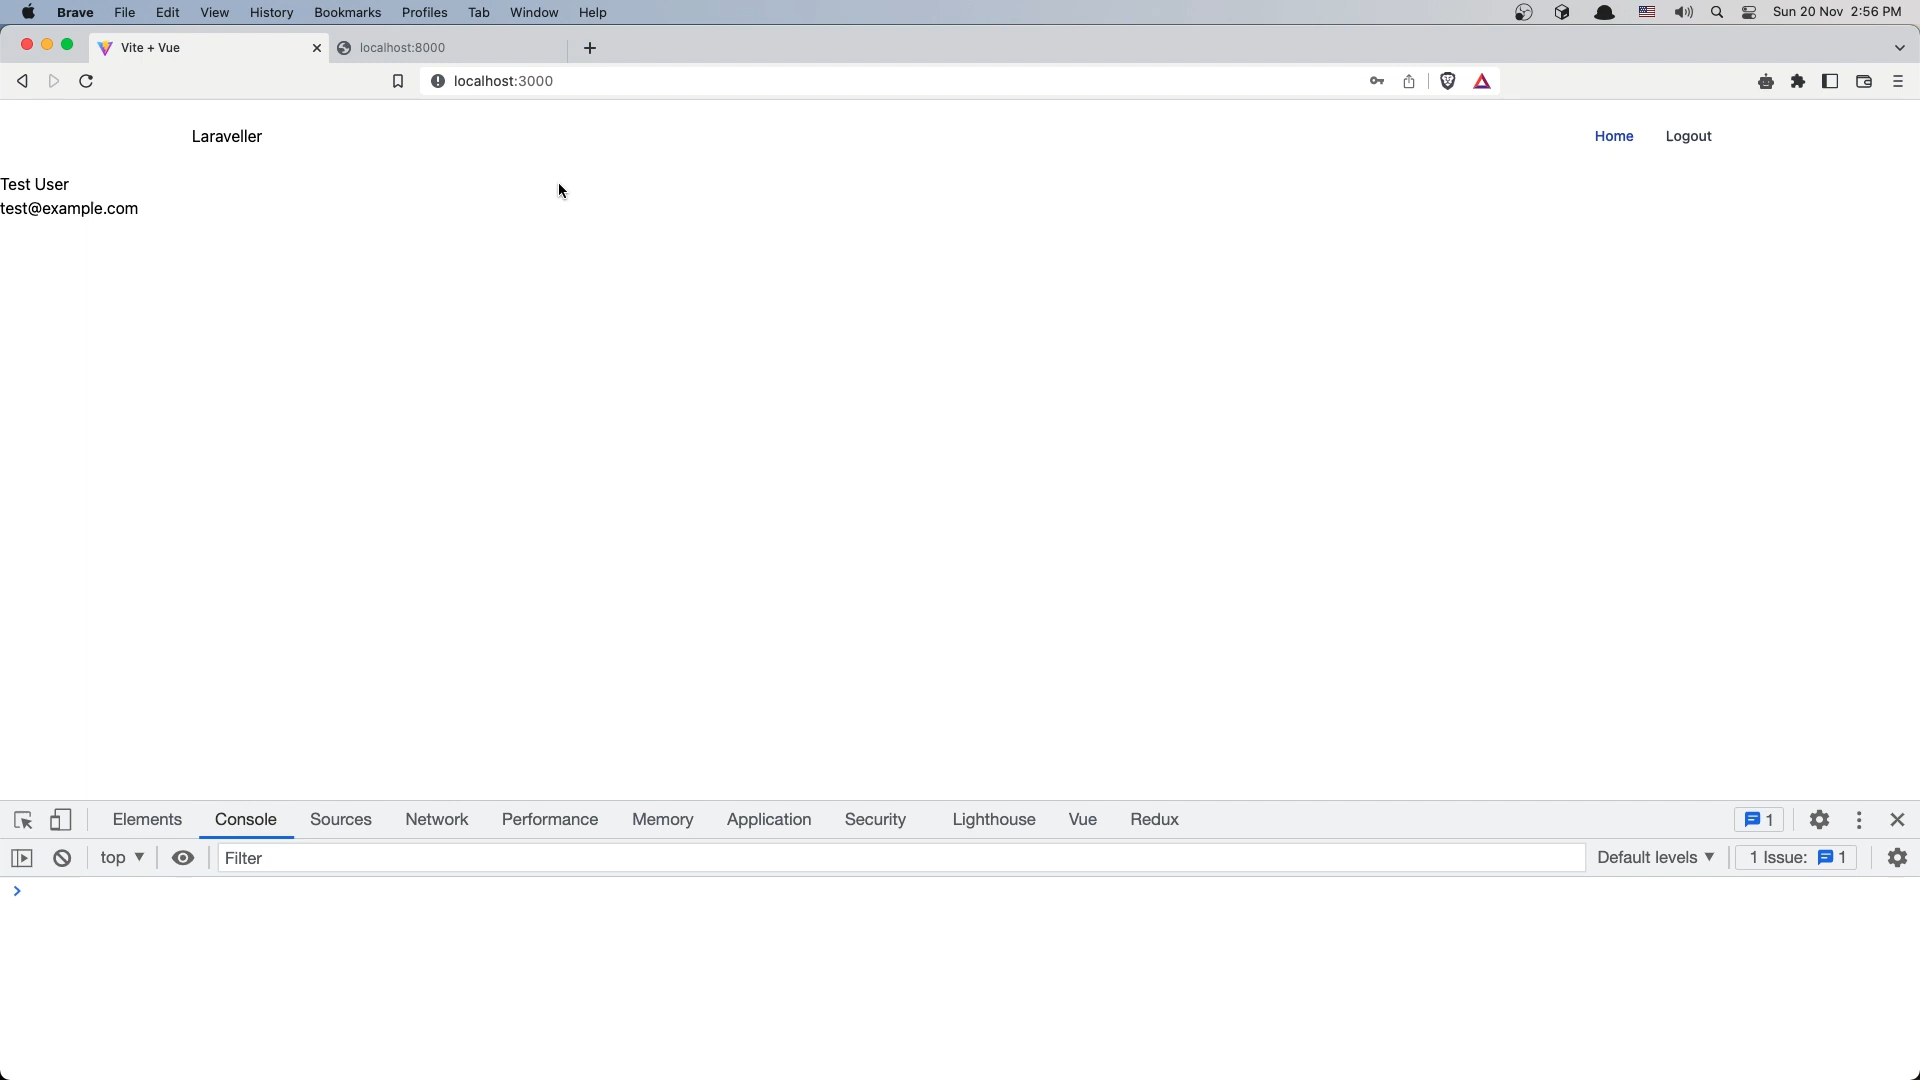 Brave File Edit View History Bookmarks Profiles Tab Window Help Sun 20 Nov 2:56 PM
Vite + Vue localhost:8000
localhost:3000
Laraveller Home Logout
Test User
test@example.com
Elements Console Sources Network Performance Memory Application Security Lighthouse Vue Redux 1
top Filter Default levels 1 Issue: 1